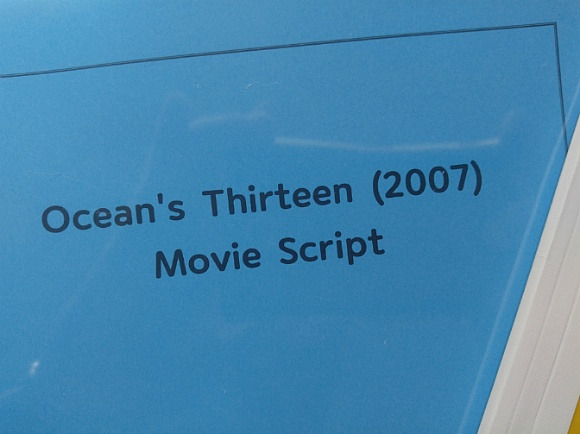 Ocean's Thirteen (2007)
Movie Script